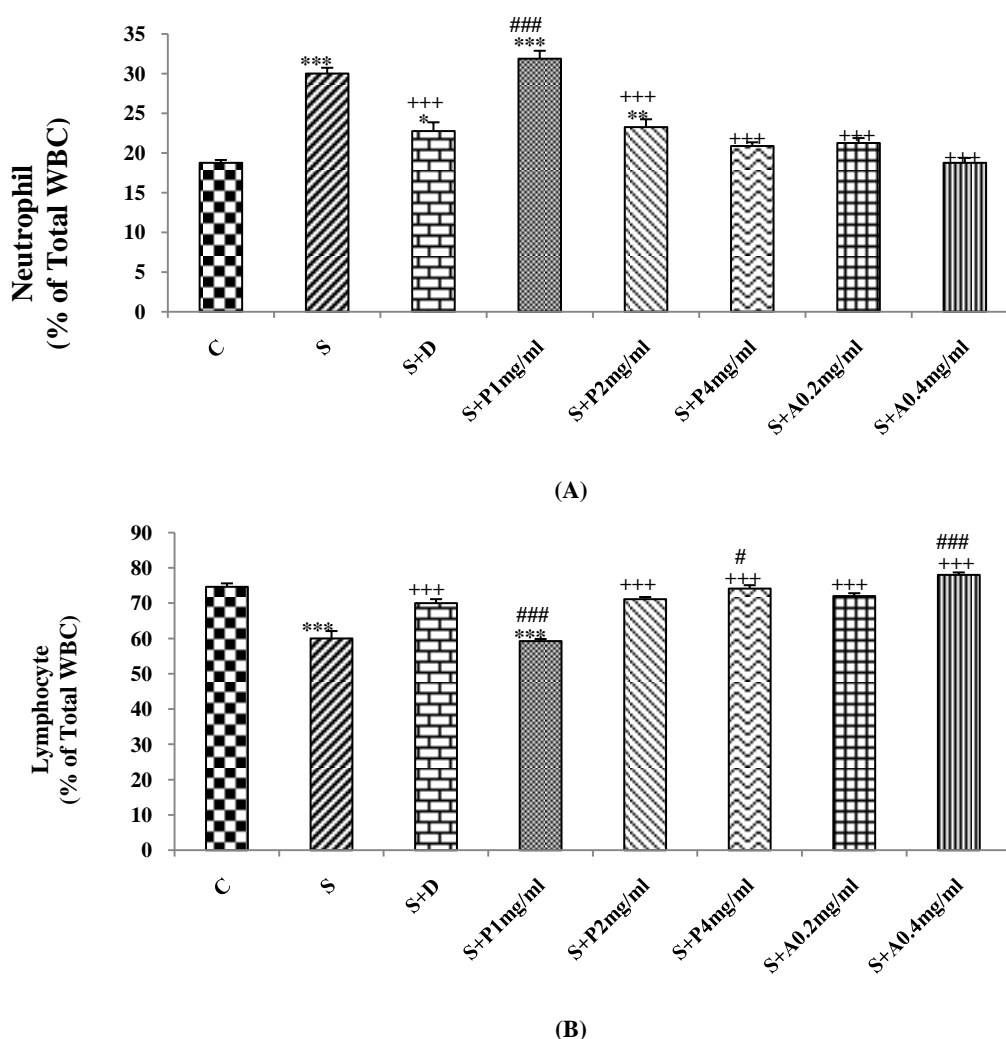 ###
***
***
+++
*
+++
**
+++
+++
+++
35
30
25
20
15
10
5
0
Neutrophil
(% of Total WBC)
C
S
S+D
S+P1mg/ml
S+P2mg/ml
S+P4mg/ml
S+A0.2mg/ml
S+A0.4mg/ml
(A)
###
#
+++
+++
+++
+++
+++
###
***
***
90
80
70
60
50
40
30
20
10
0
Lymphocyte
(% of Total WBC)
C
S
S+D
S+P1mg/ml
S+P2mg/ml
S+P4mg/ml
S+A0.2mg/ml
S+A0.4mg/ml
(B)